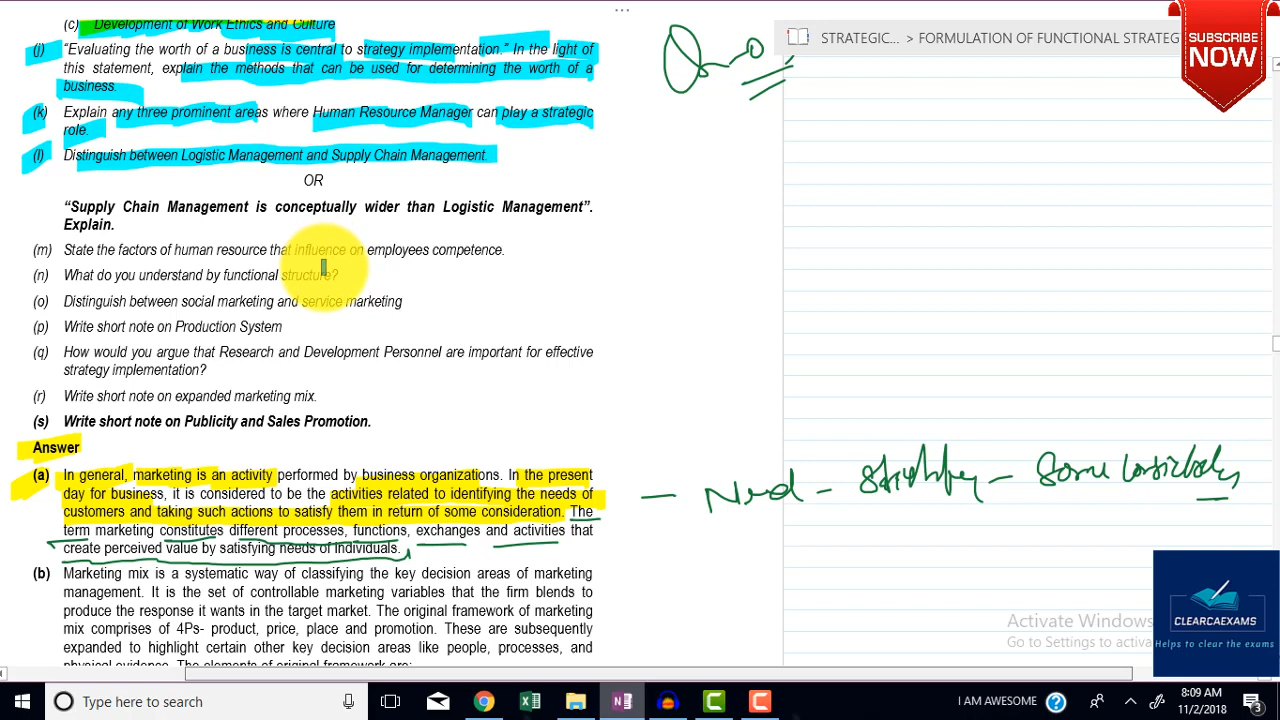 (c) Development of Work Ethics and Culture
(j) “Evaluating the worth of a business is central to strategy implementation.” In the light of
this statement, explain the methods that can be used for determining the worth of a
business.
(k) Explain any three prominent areas where Human Resource Manager can play a strategic
role.
(l) Distinguish between Logistic Management and Supply Chain Management.
OR
“Supply Chain Management is conceptually wider than Logistic Management”.
Explain.
(m) State the factors of human resource that influence on employees competence.
(n) What do you understand by functional structure?
(o) Distinguish between social marketing and service marketing
(p) Write short note on Production System
(q) How would you argue that Research and Development Personnel are important for effective
strategy implementation?
(r) Write short note on expanded marketing mix.
(s) Write short note on Publicity and Sales Promotion.
Answer
(a) In general, marketing is an activity performed by business organizations. In the present
day for business, it is considered to be the activities related to identifying the needs of
customers and taking such actions to satisfy them in return of some consideration. The
term marketing constitutes different processes, functions, exchanges and activities that
create perceived value by satisfying needs of individuals.
(b) Marketing mix is a systematic way of classifying the key decision areas of marketing
management. It is the set of controllable marketing variables that the firm blends to
produce the response it wants in the target market. The original framework of marketing
mix comprises of 4Ps- product, price, place and promotion. These are subsequently
expanded to highlight certain other key decision areas like people, processes, and
physical evidence. The elements of original framework are:
STRATEGIC... > FORMULATION OF FUNCTIONAL STRATEG
SUBSCRIBE
NOW
— Need –
– Some
Activate Windows
Go to Settings to activa
CLEARCAEXAMS
Helps to clear the exams
Type here to search
I AM AWESOME
8:09 AM
11/2/2018
3